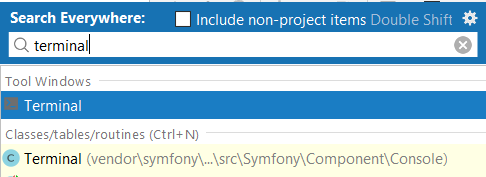 Search Everywhere: Include non-project items Double Shift
terminal
Tool Windows
Terminal
Classes/tables/routines (Ctrl+N)
C Terminal (vendor\symfony\...\src\Symfony\Component\Console)